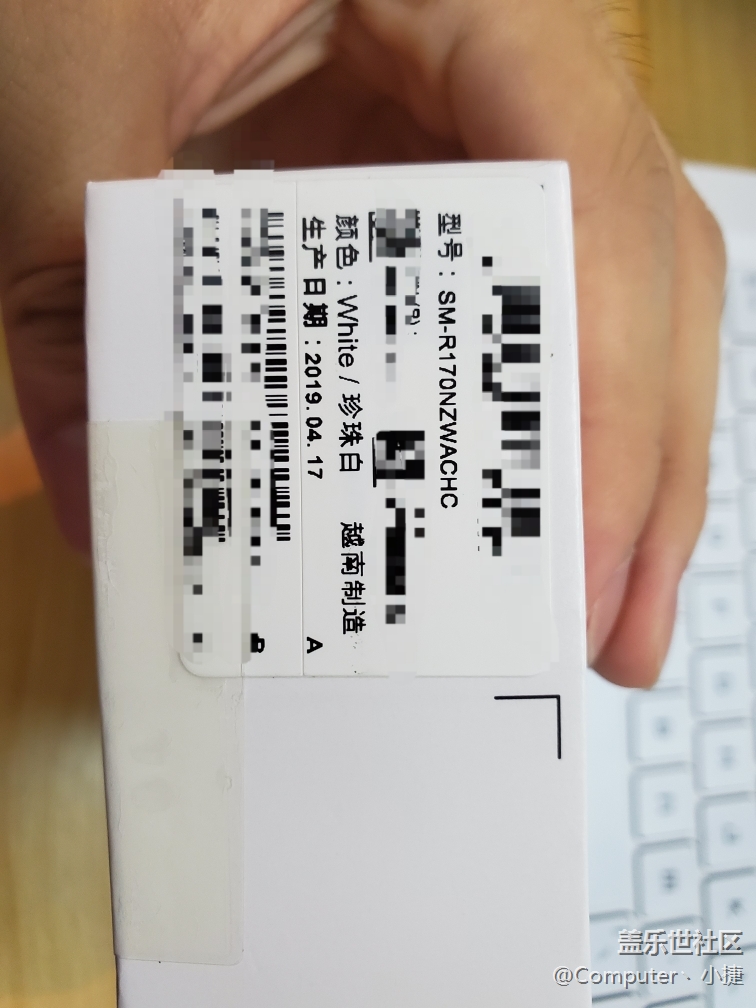 型号：SM-R170NZWACHC
颜色：White / 珍珠白 越南制造
生产日期：2019.04.17 A
盖乐世社区
@Computer、小捷